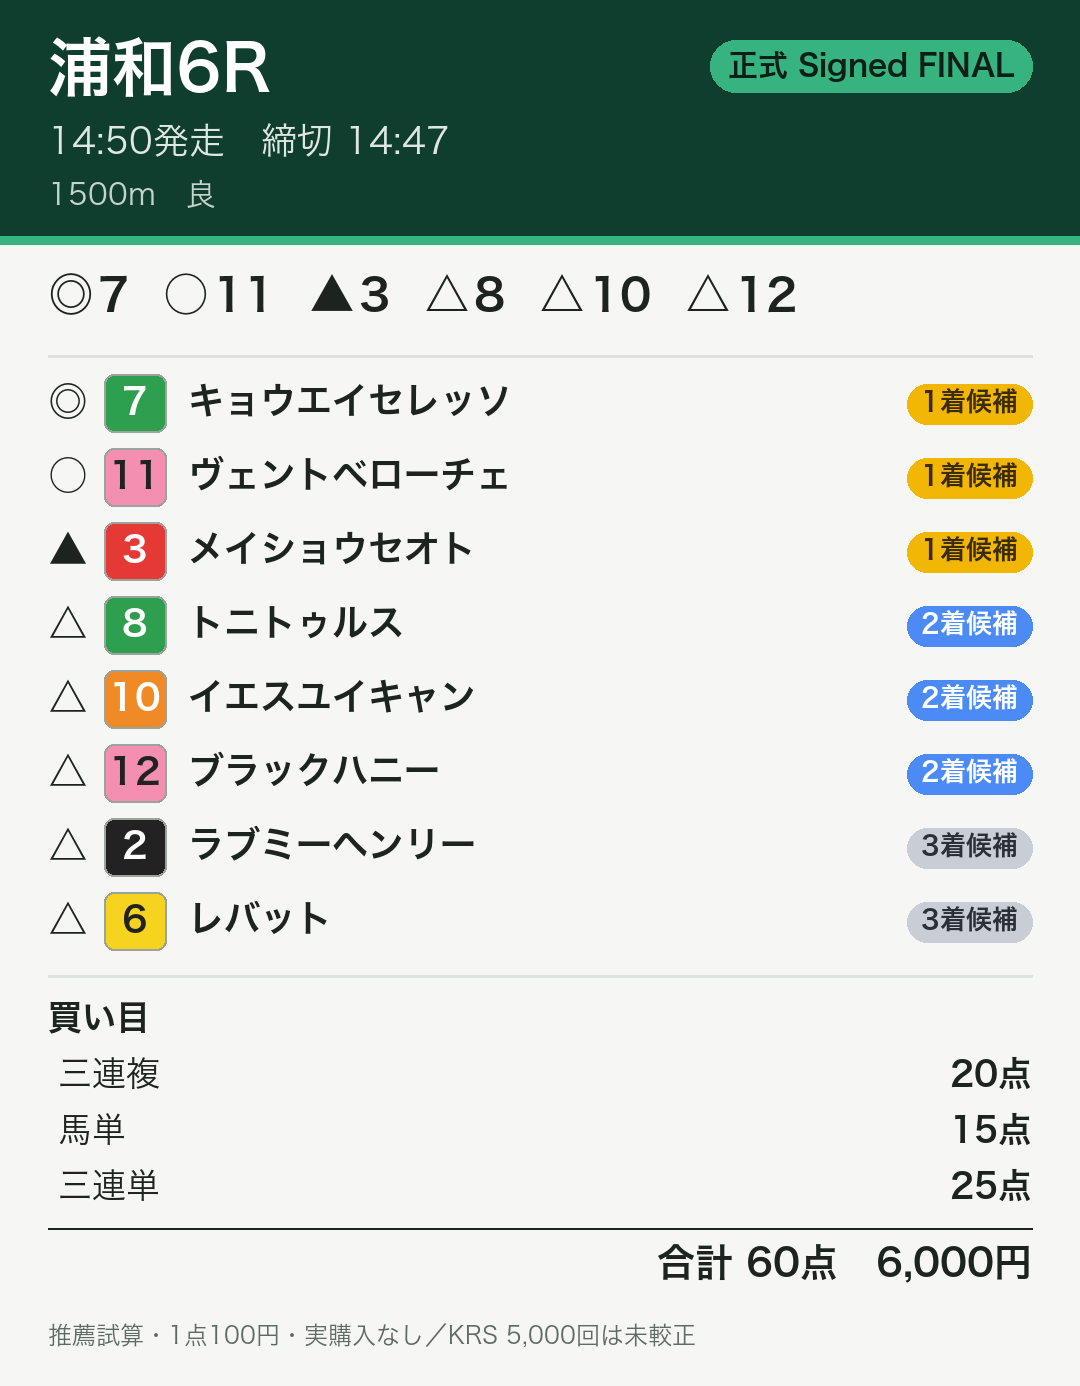 浦和6R
正式 Signed FINAL
14:50発走　締切 14:47
1500m　良
◎7 ○11 ▲3 △8 △10 △12
◎ 7 キョウエイセレッソ 1着候補
○ 11 ヴェントベローチェ 1着候補
▲ 3 メイショウセオト 1着候補
△ 8 トニトゥルス 2着候補
△ 10 イエスユイキャン 2着候補
△ 12 ブラックハニー 2着候補
△ 2 ラブミーヘンリー 3着候補
△ 6 レバット 3着候補
買い目
三連複 20点
馬単 15点
三連単 25点
合計 60点　6,000円
推薦試算・1点100円・実購入なし／KRS 5,000回は未較正